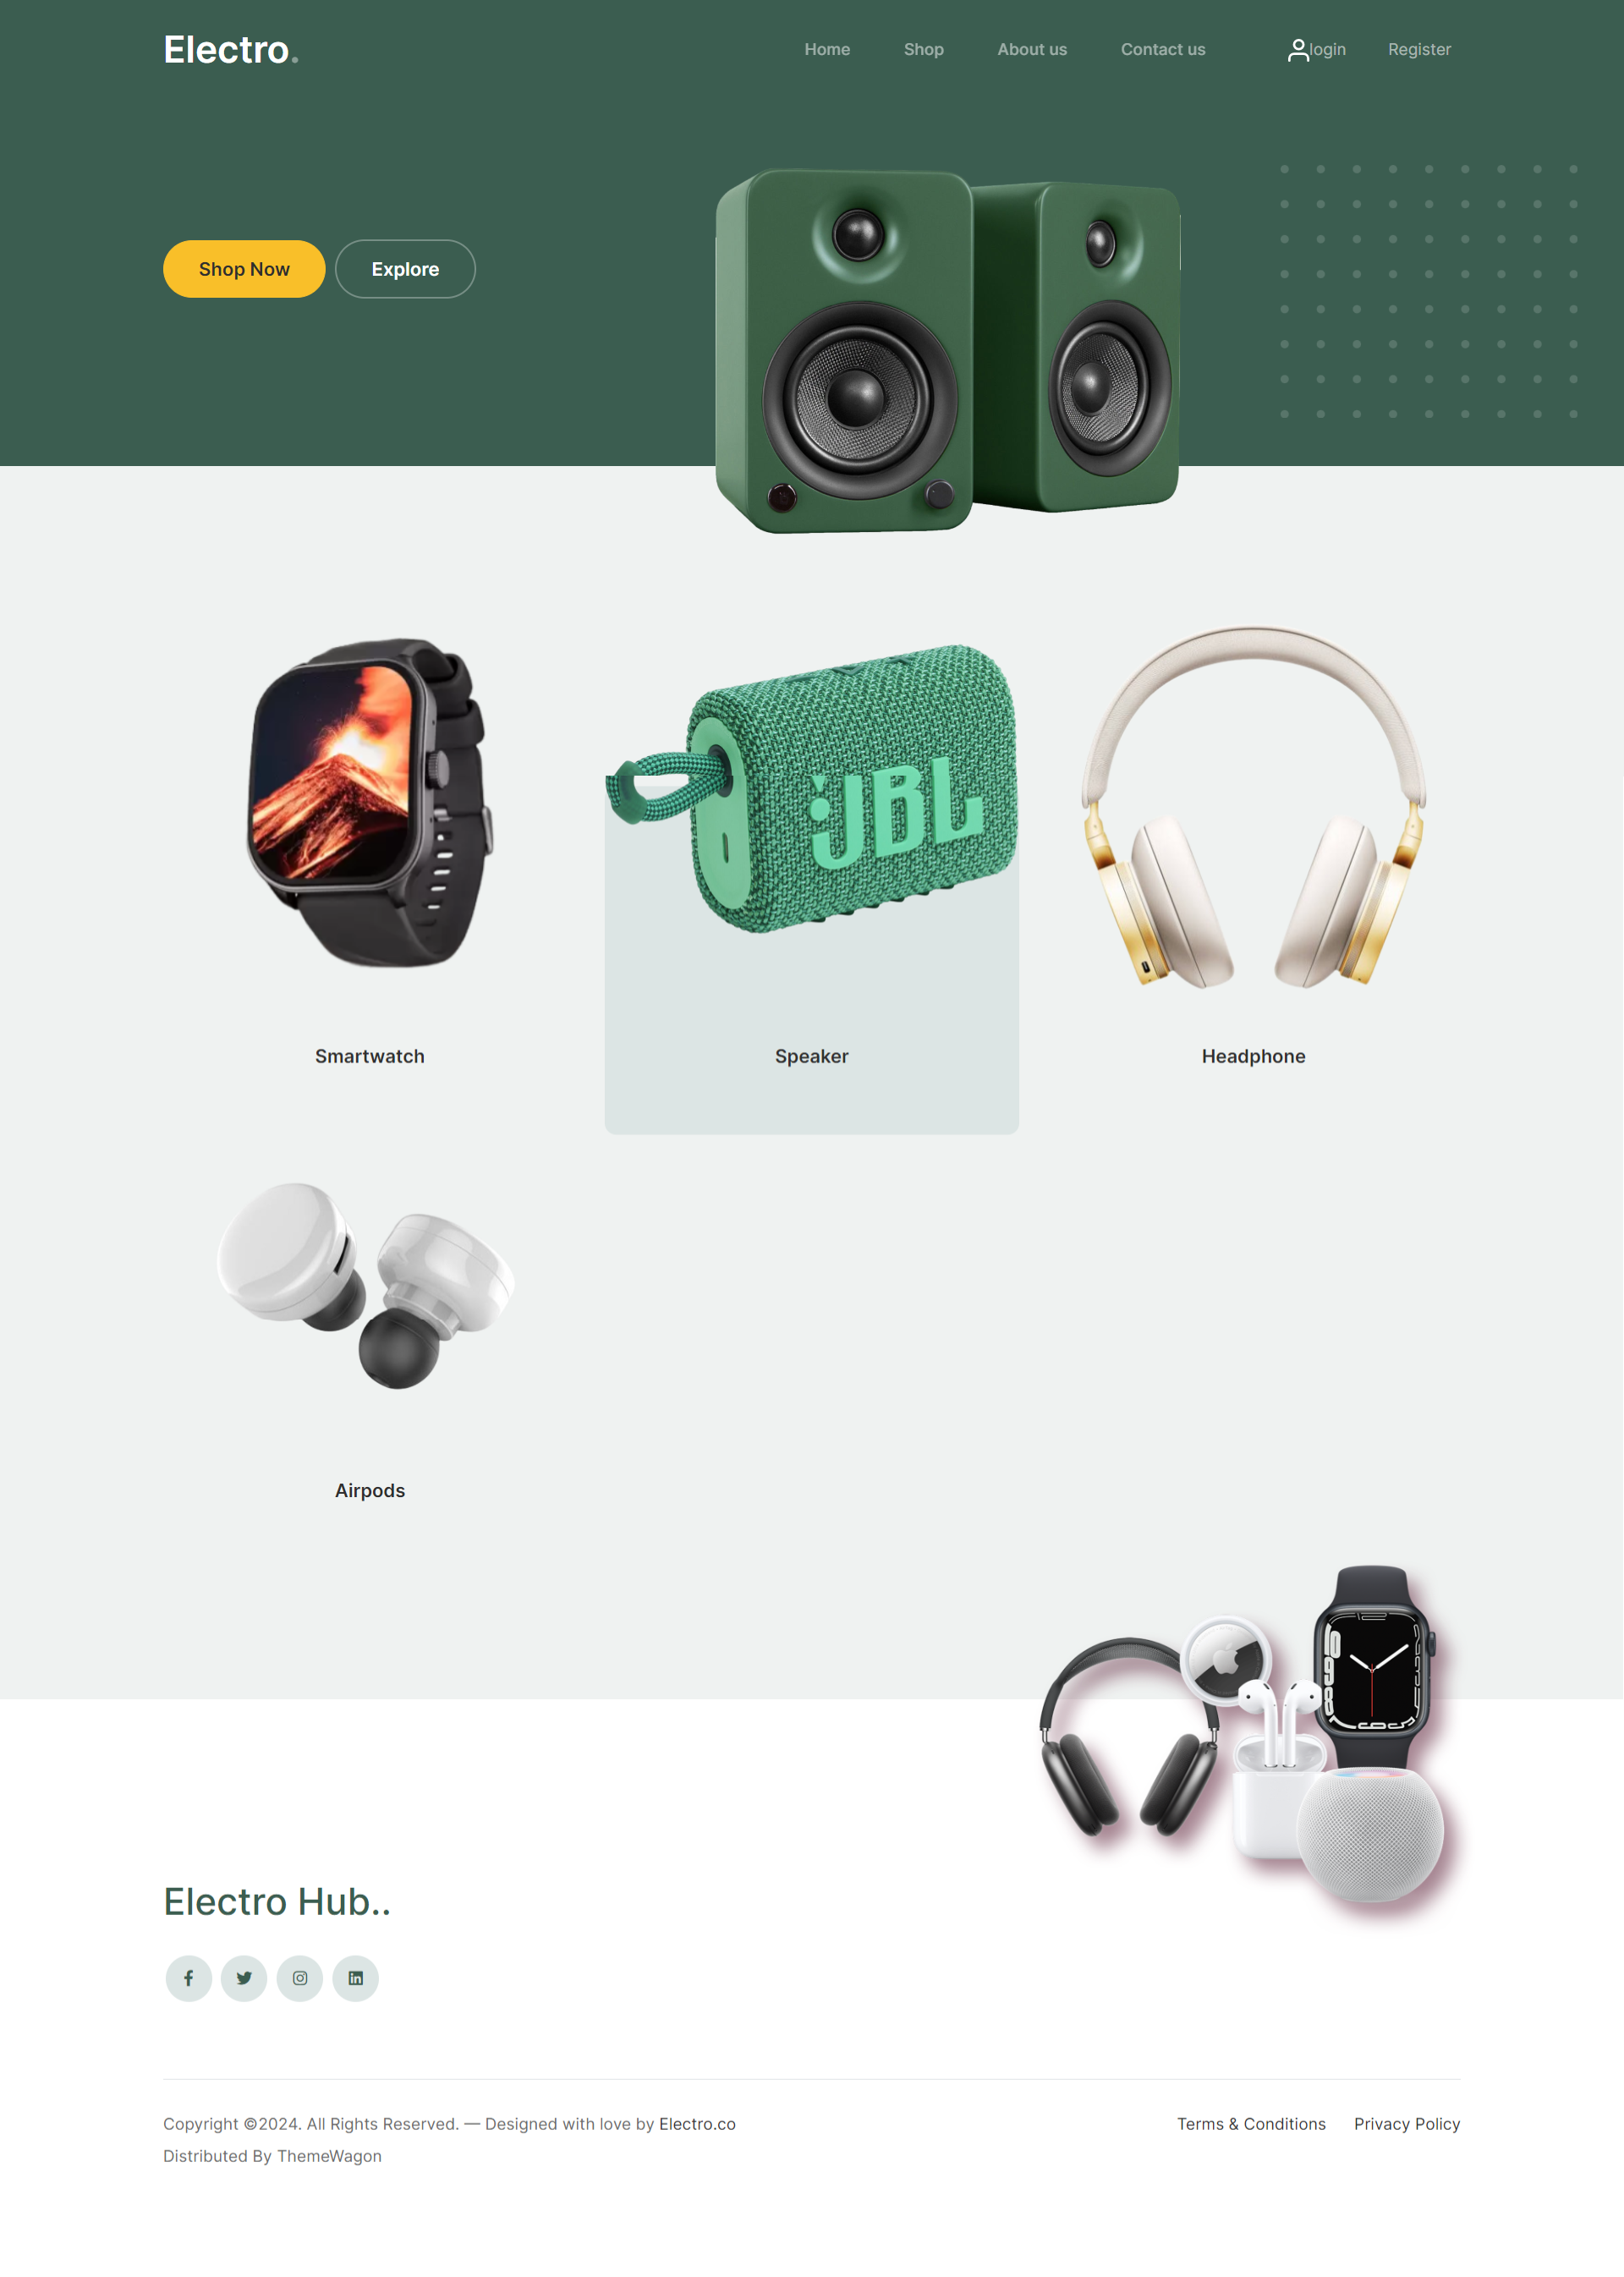 Electro.
Home Shop About us Contact us login Register
Shop Now Explore
JBL
Smartwatch Speaker Headphone
Airpods
Electro Hub..
Copyright ©2024. All Rights Reserved. — Designed with love by Electro.co
Terms & Conditions Privacy Policy
Distributed By ThemeWagon